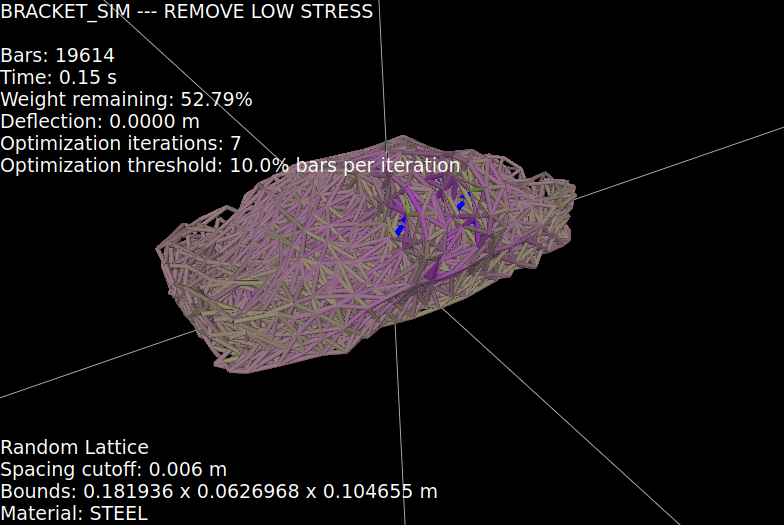 BRACKET_SIM --- REMOVE LOW STRESS
Bars: 19614
Time: 0.15 s
Weight remaining: 52.79%
Deflection: 0.0000 m
Optimization iterations: 7
Optimization threshold: 10.0% bars per iteration
Random Lattice
Spacing cutoff: 0.006 m
Bounds: 0.181936 x 0.0626968 x 0.104655 m
Material: STEEL